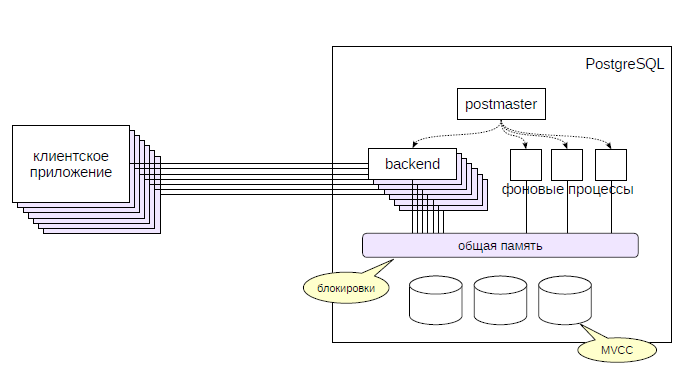 PostgreSQL
postmaster
клиентское
приложение
backend
фоновые процессы
общая память
блокировки
MVCC